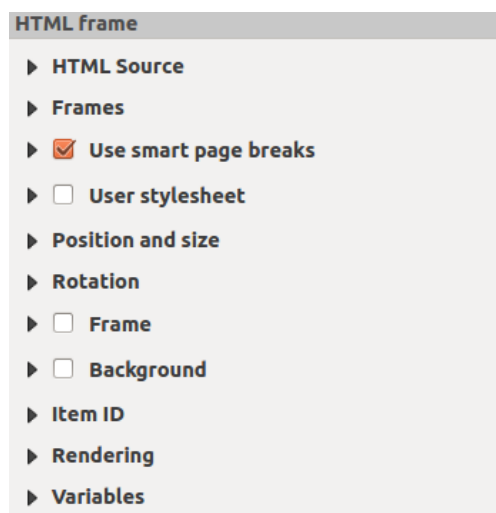 HTML frame
HTML Source
Frames
Use smart page breaks
User stylesheet
Position and size
Rotation
Frame
Background
Item ID
Rendering
Variables